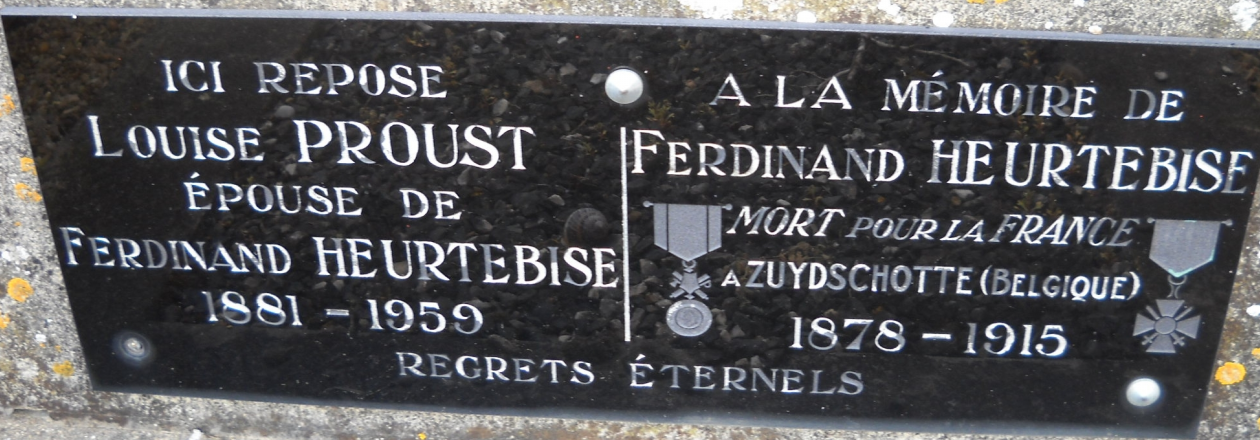 ICI REPOSE
LOUISE PROUST
ÉPOUSE DE
FERDINAND HEURTEBISE
1881 - 1959
A LA MÉMOIRE DE
FERDINAND HEURTEBISE
MORT POUR LA FRANCE
A ZUYDSCHOTTE (BELGIQUE)
1878 - 1915
REGRETS ÉTERNELS